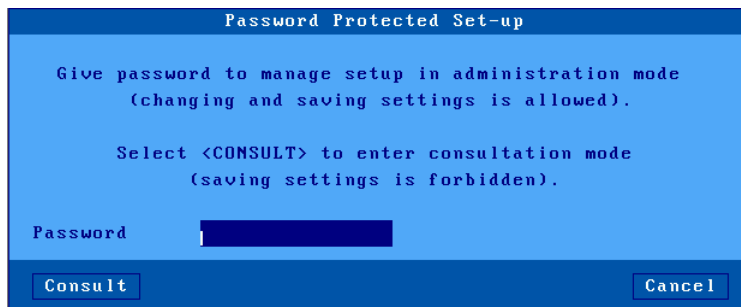 Password Protected Set-up
Give password to manage setup in administration mode
(changing and saving settings is allowed).
Select <CONSULT> to enter consultation mode
(saving settings is forbidden).
Password
Consult
Cancel